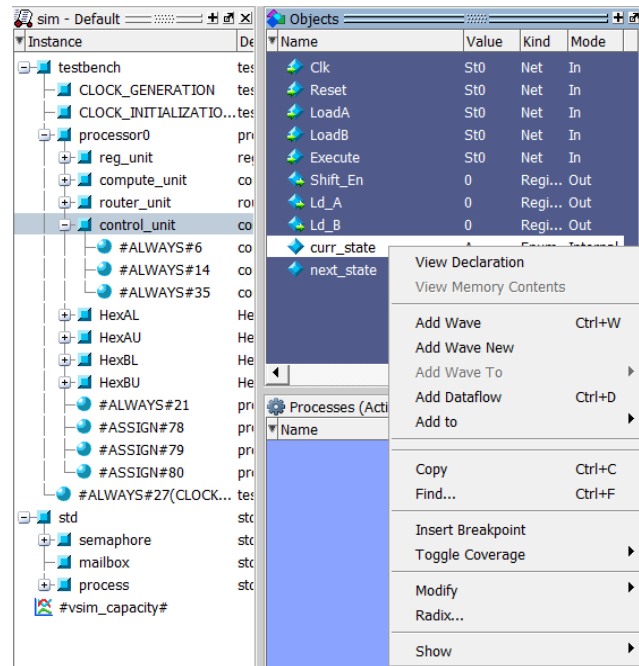 sim - Default
Instance De
testbench tes
CLOCK_GENERATION tes
CLOCK_INITIALIZATIO... tes
processor0 pro
reg_unit reg
compute_unit co
router_unit rou
control_unit co
#ALWAYS#6 co
#ALWAYS#14 co
#ALWAYS#35 co
HexAL He
HexAU He
HexBL He
HexBU He
#ALWAYS#21 pro
#ASSIGN#78 pro
#ASSIGN#79 pro
#ASSIGN#80 pro
#ALWAYS#27(CLOCK... tes
std std
semaphore std
mailbox std
process std
#vsim_capacity#
Objects
Name Value Kind Mode
Clk St0 Net In
Reset St0 Net In
LoadA St0 Net In
LoadB St0 Net In
Execute St0 Net In
Shift_En 0 Regi... Out
Ld_A 0 Regi... Out
Ld_B 0 Regi... Out
curr_state A Enum Internal
next_state
Processes (Acti
Name
View Declaration
View Memory Contents
Add Wave Ctrl+W
Add Wave New
Add Wave To
Add Dataflow Ctrl+D
Add to
Copy Ctrl+C
Find... Ctrl+F
Insert Breakpoint
Toggle Coverage
Modify
Radix...
Show